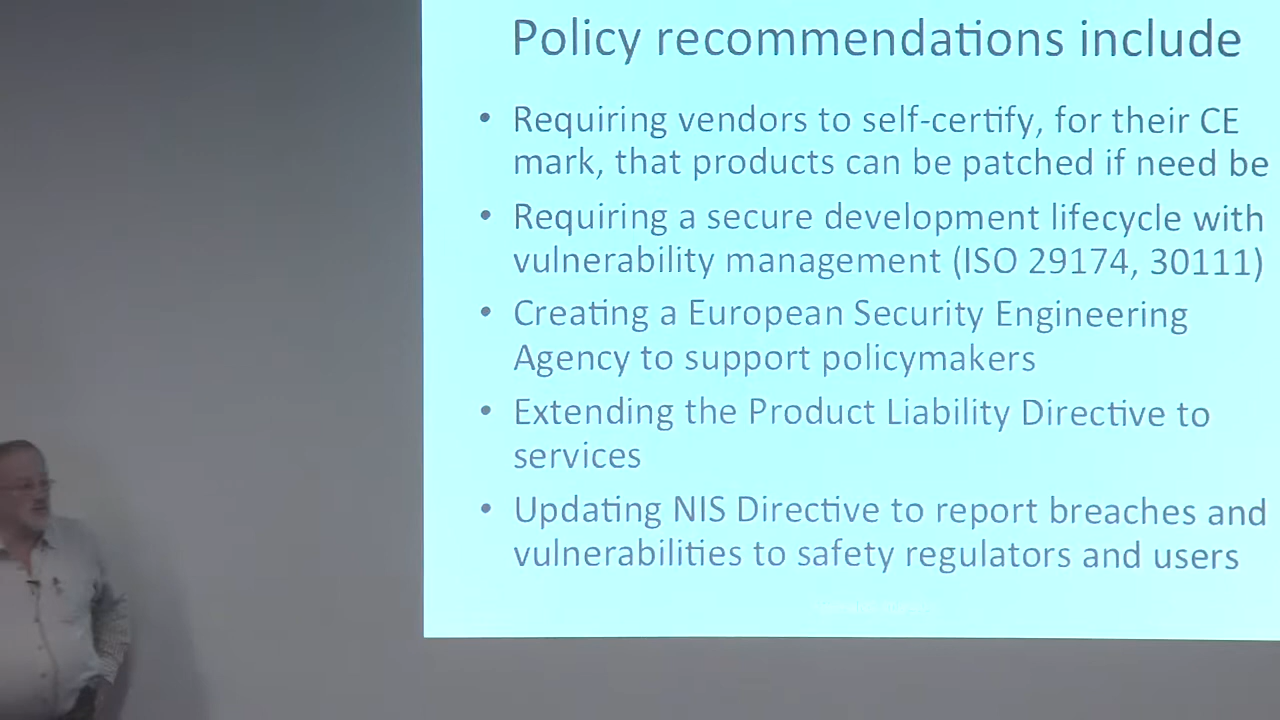 Policy recommendations include
• Requiring vendors to self-certify, for their CE
mark, that products can be patched if need be
• Requiring a secure development lifecycle with
vulnerability management (ISO 29174, 30111)
• Creating a European Security Engineering
Agency to support policymakers
• Extending the Product Liability Directive to
services
• Updating NIS Directive to report breaches and
vulnerabilities to safety regulators and users